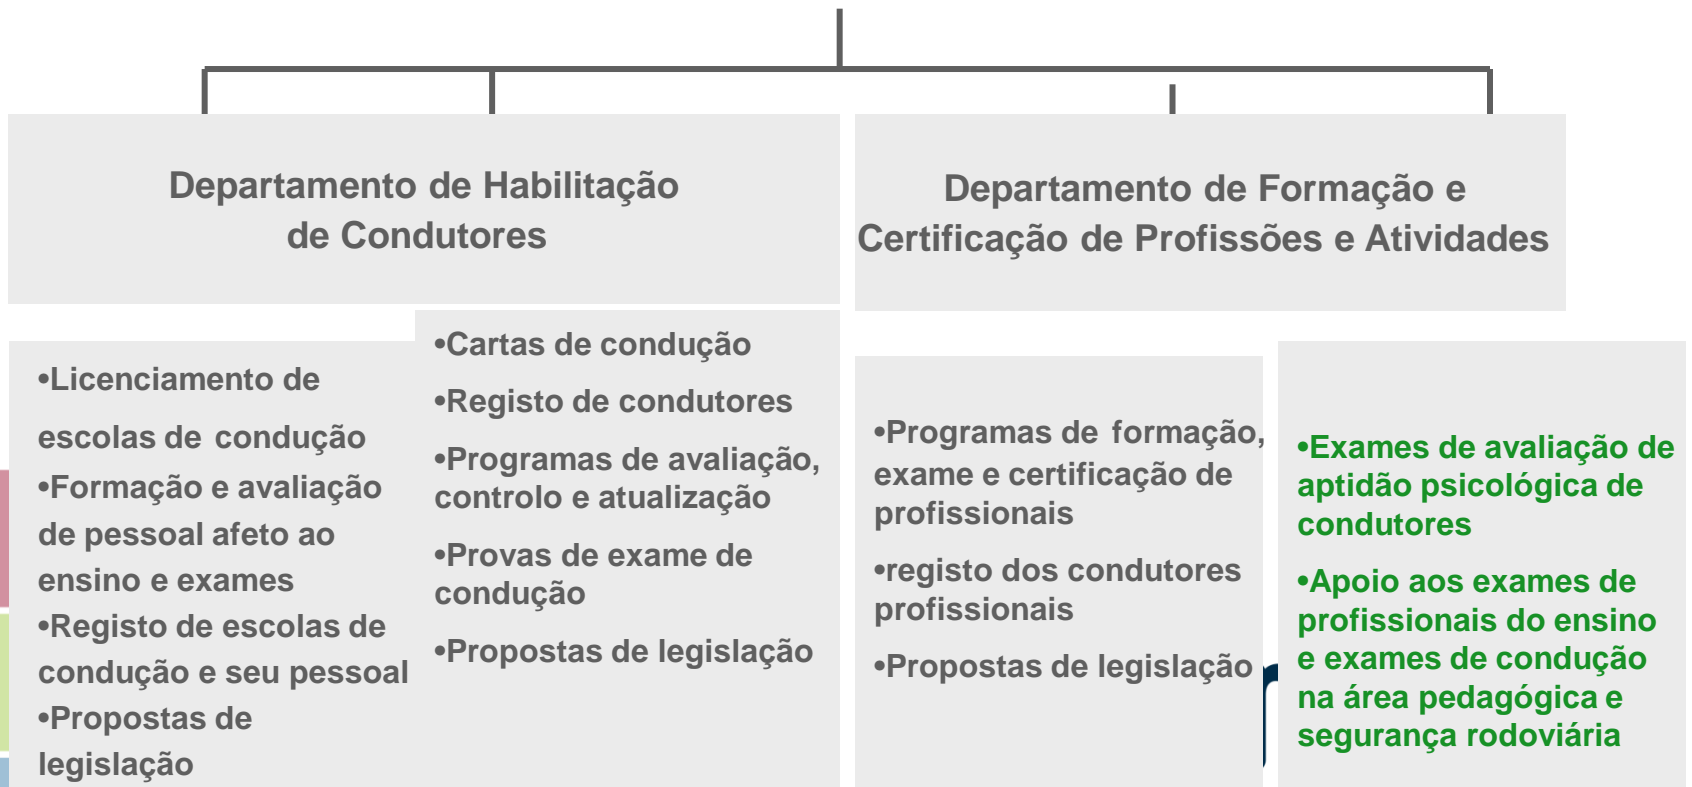 Departamento de Habilitação
de Condutores
Departamento de Formação e
Certificação de Profissões e Atividades
•Licenciamento de
escolas de condução
•Formação e avaliação
de pessoal afeto ao
ensino e exames
•Registo de escolas de
condução e seu pessoal
•Propostas de
legislação
•Cartas de condução
•Registo de condutores
•Programas de avaliação,
controlo e atualização
•Provas de exame de
condução
•Propostas de legislação
•Programas de formação,
exame e certificação de
profissionais
•registo dos condutores
profissionais
•Propostas de legislação
•Exames de avaliação de
aptidão psicológica de
condutores
•Apoio aos exames de
profissionais do ensino
e exames de condução
na área pedagógica e
segurança rodoviária